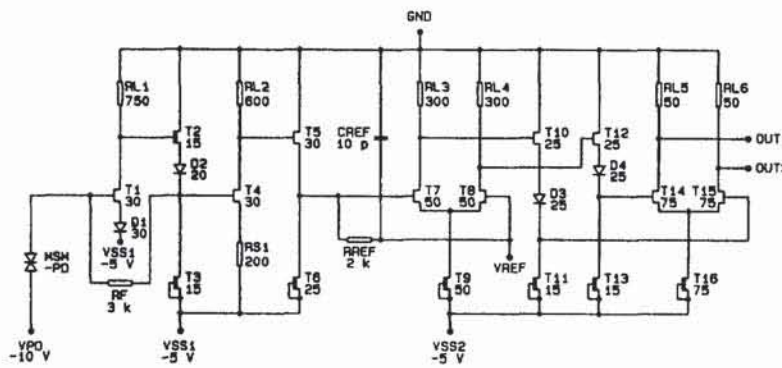 GND
RL1
750
RL2
600
RL3
300
RL4
300
RL5
50
RL6
50
T2
15
T5
30
CREF
10 p
T10
25
T12
25
OUT
D2
20
D4
25
OUT
T1
30
T4
30
T7
50
T8
50
D3
25
T14
75
T15
75
D1
30
VSS1
-5 V
MSM
-PD
RS1
200
RREF
2 k
VREF
RF
3 k
T3
15
T6
25
T9
50
T11
15
T13
15
T16
75
VPD
-10 V
VSS1
-5 V
VSS2
-5 V